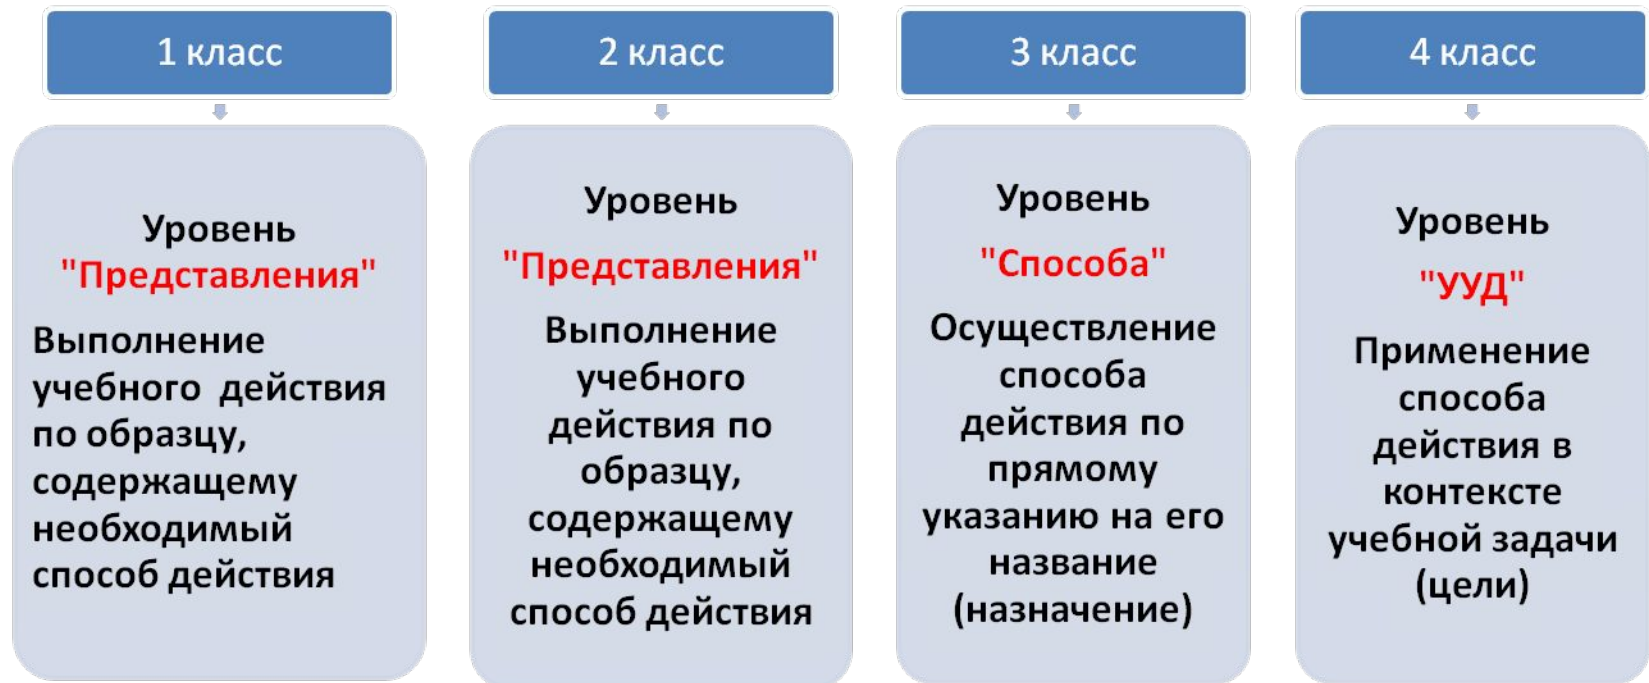 1 класс
Уровень
"Представления"
Выполнение
учебного действия
по образцу,
содержащему
необходимый
способ действия
2 класс
Уровень
"Представления"
Выполнение
учебного
действия по
образцу,
содержащему
необходимый
способ действия
3 класс
Уровень
"Способа"
Осуществление
способа
действия по
прямому
указанию на его
название
(назначение)
4 класс
Уровень
"УУД"
Применение
способа
действия в
контексте
учебной задачи
(цели)